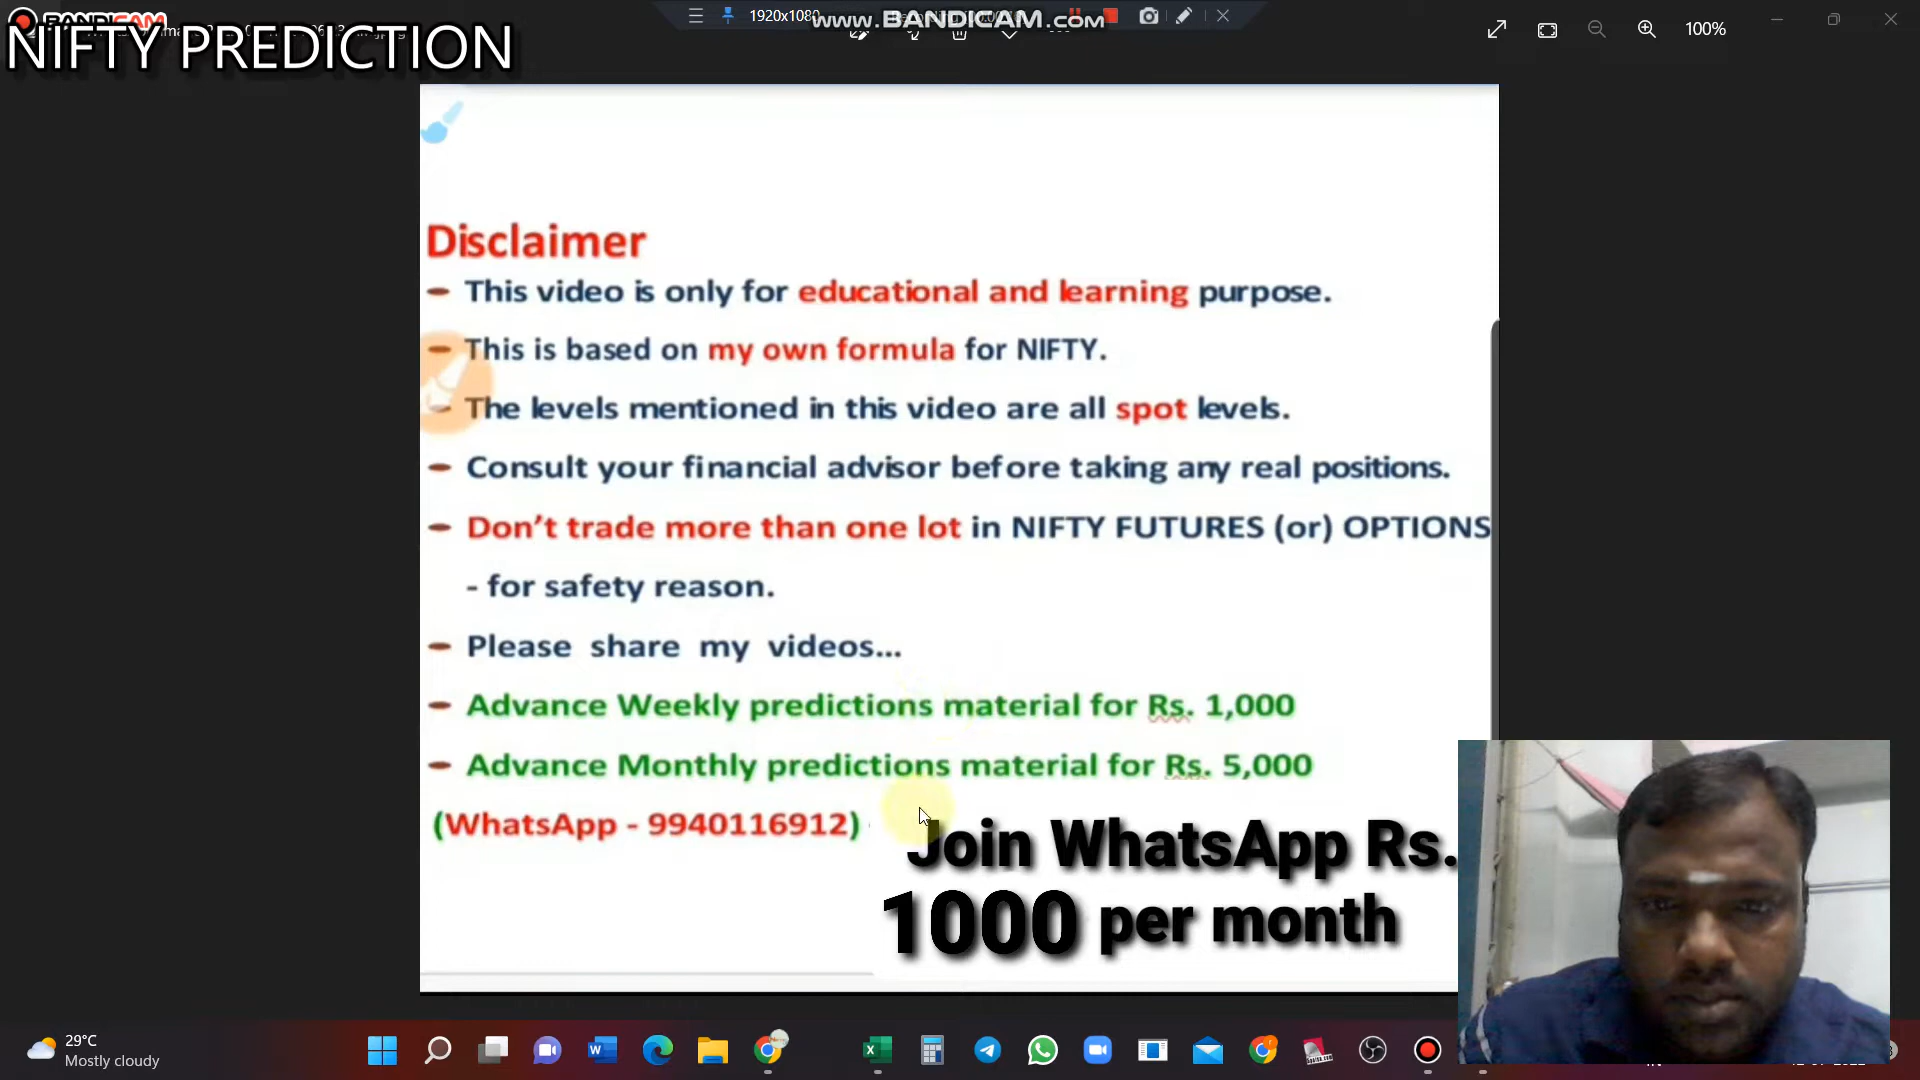 BANDICAM
1920x1080
www.BANDICAM.com
100%
NIFTY PREDICTION
Disclaimer
This video is only for educational and learning purpose.
This is based on my own formula for NIFTY.
The levels mentioned in this video are all spot levels.
Consult your financial advisor before taking any real positions.
Don't trade more than one lot in NIFTY FUTURES (or) OPTIONS
- for safety reason.
Please share my videos...
Advance Weekly predictions material for Rs. 1,000
Advance Monthly predictions material for Rs. 5,000
(WhatsApp - 9940116912)
Join WhatsApp Rs.
1000 per month
29°C
Mostly cloudy